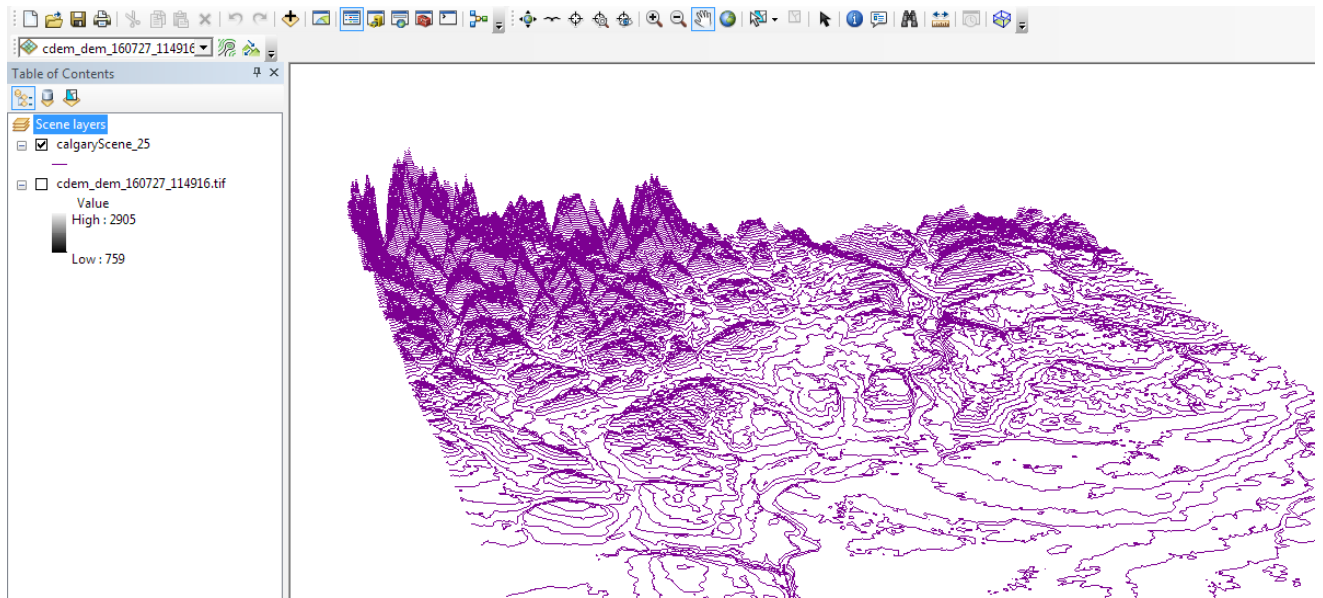 cdem_dem_160727_114916
Table of Contents
Scene layers
calgaryScene_25
cdem_dem_160727_114916.tif
Value
High : 2905
Low : 759